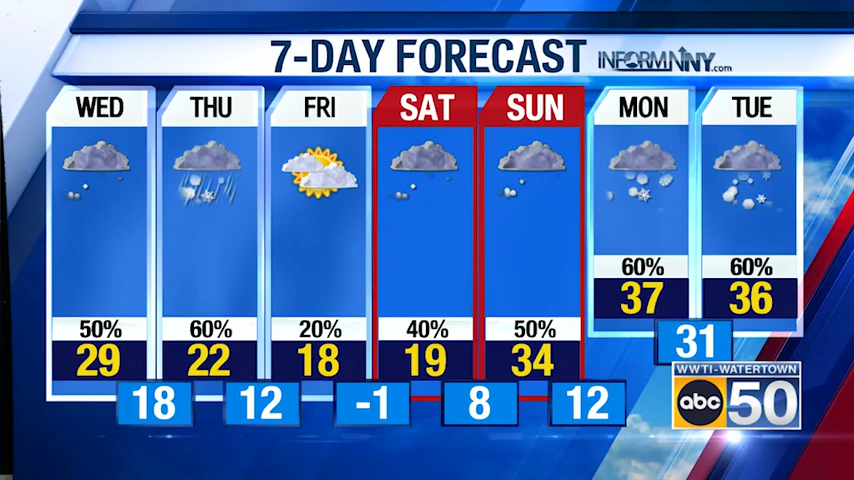 7-DAY FORECAST INFORMNNY.com
WED THU FRI SAT SUN MON TUE
60% 60%
37 36
50% 60% 20% 40% 50%
29 22 18 19 34
31
18 12 -1 8 12
WWTI-WATERTOWN
abc 50